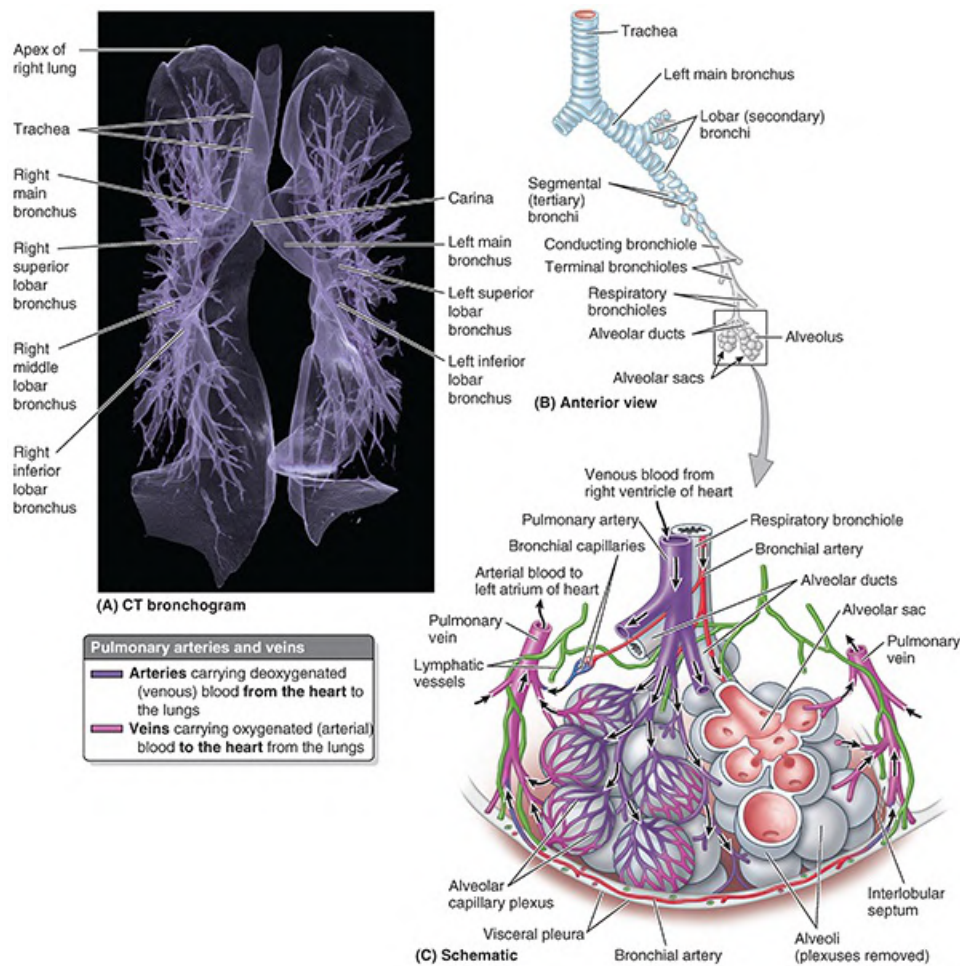 Apex of
right lung
Trachea
Right
main
bronchus
Right
superior
lobar
bronchus
Right
middle
lobar
bronchus
Right
inferior
lobar
bronchus
Carina
Left main
bronchus
Left superior
lobar
bronchus
Left inferior
lobar
bronchus
(A) CT bronchogram
Trachea
Left main bronchus
Lobar (secondary)
bronchi
Segmental
(tertiary)
bronchi
Conducting bronchiole
Terminal bronchioles
Respiratory
bronchioles
Alveolar ducts
Alveolus
Alveolar sacs
(B) Anterior view
Pulmonary arteries and veins
Arteries carrying deoxygenated
(venous) blood from the heart to
the lungs
Veins carrying oxygenated (arterial)
blood to the heart from the lungs
Venous blood from
right ventricle of heart
Pulmonary artery
Bronchial capillaries
Arterial blood to
left atrium of heart
Pulmonary
vein
Lymphatic
vessels
Respiratory bronchiole
Bronchial artery
Alveolar ducts
Alveolar sac
Pulmonary
vein
Alveolar
capillary plexus
Visceral pleura
Bronchial artery
Interlobular
septum
Alveoli
(plexuses removed)
(C) Schematic